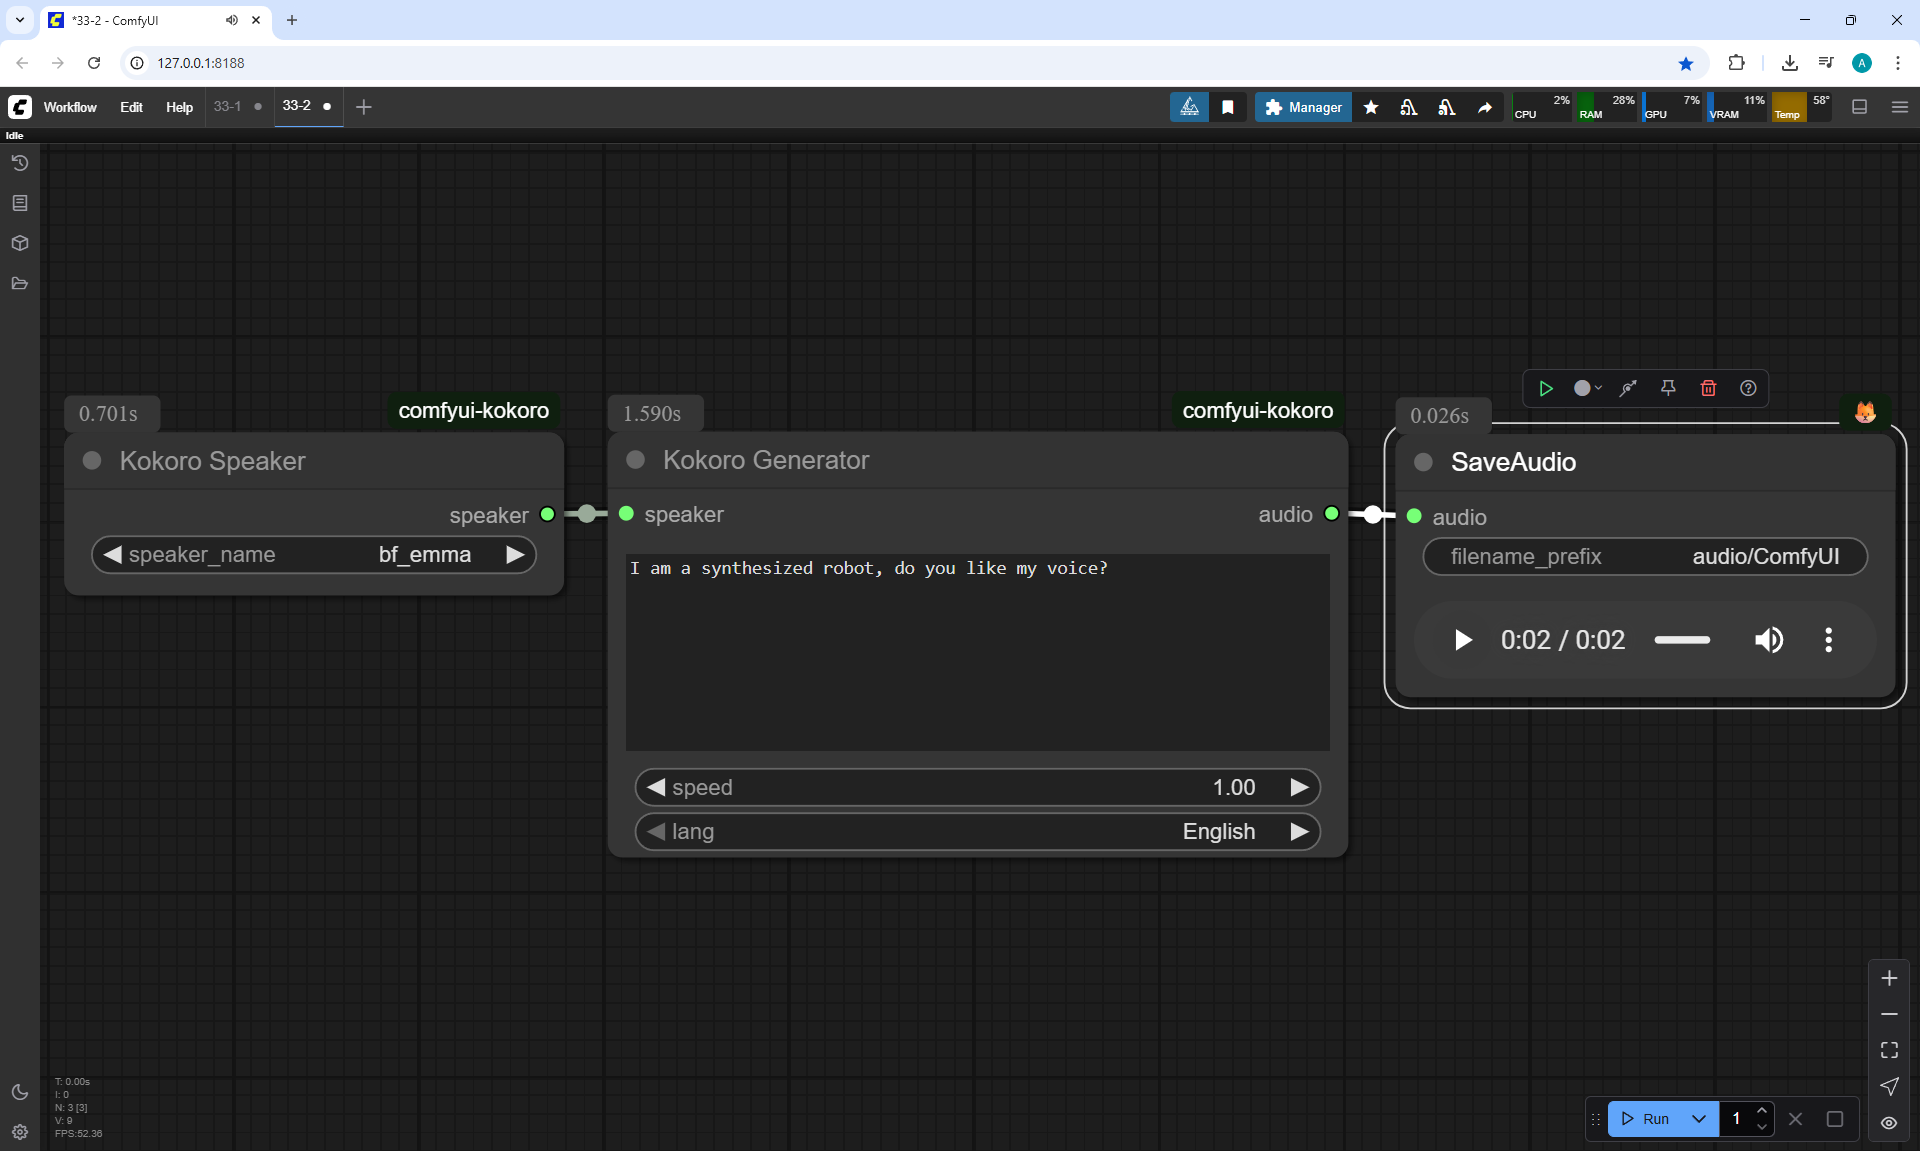 *33-2 - ComfyUI
127.0.0.1:8188
A
Workflow Edit Help 33-1 33-2
Manager
CPU 2% RAM 28% GPU 7% VRAM 11% Temp 58°
Idle
0.701s comfyui-kokoro
Kokoro Speaker
speaker
speaker_name bf_emma
1.590s comfyui-kokoro
Kokoro Generator
speaker audio
I am a synthesized robot, do you like my voice?
speed 1.00
lang English
0.026s
SaveAudio
audio
filename_prefix audio/ComfyUI
0:02 / 0:02
T: 0.00s
I: 0
N: 3 [3]
V: 9
FPS:52.36
Run 1